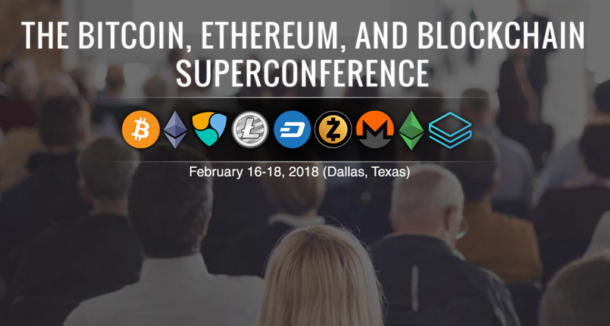 THE BITCOIN, ETHEREUM, AND BLOCKCHAIN
SUPERCONFERENCE
February 16-18, 2018 (Dallas, Texas)